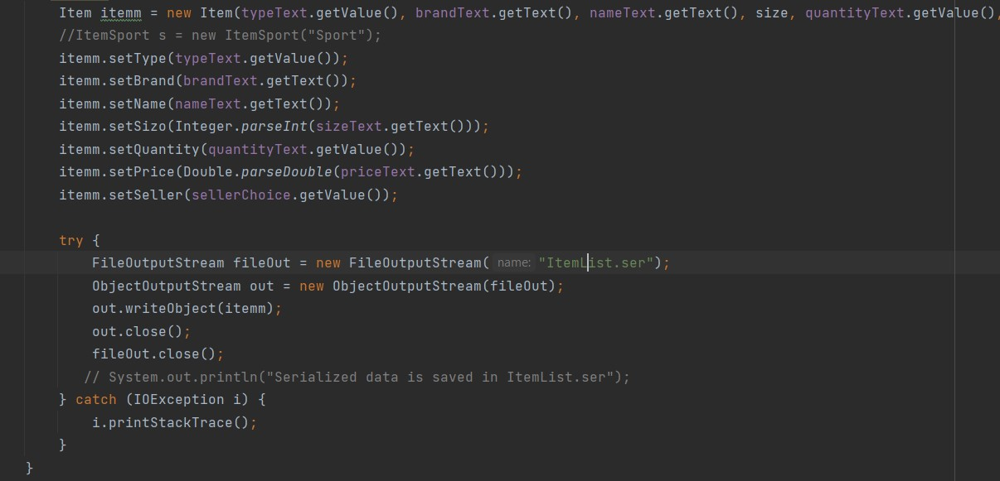 Item itemm = new Item(typeText.getValue(), brandText.getText(), nameText.getText(), size, quantityText.getValue(),
//ItemSport s = new ItemSport("Sport");
itemm.setType(typeText.getValue());
itemm.setBrand(brandText.getText());
itemm.setName(nameText.getText());
itemm.setSizo(Integer.parseInt(sizeText.getText()));
itemm.setQuantity(quantityText.getValue());
itemm.setPrice(Double.parseDouble(priceText.getText()));
itemm.setSeller(sellerChoice.getValue());
try {
FileOutputStream fileOut = new FileOutputStream( name: "ItemList.ser");
ObjectOutputStream out = new ObjectOutputStream(fileOut);
out.writeObject(itemm);
out.close();
fileOut.close();
// System.out.println("Serialized data is saved in ItemList.ser");
} catch (IOException i) {
i.printStackTrace();
}
}